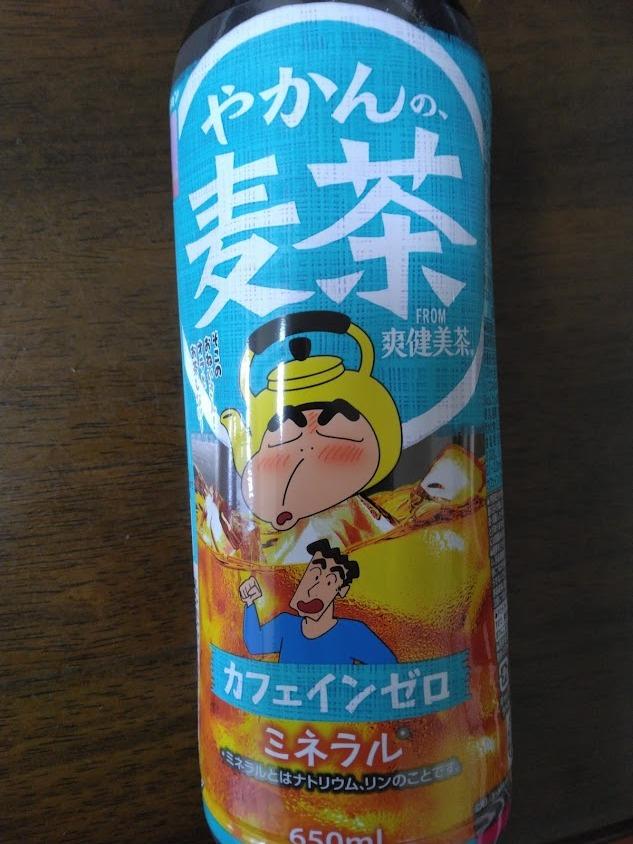 やかんの、
麦茶
FROM
爽健美茶®
カフェインゼロ
ミネラル*
*ミネラルとはナトリウム、リンのことです。
650ml